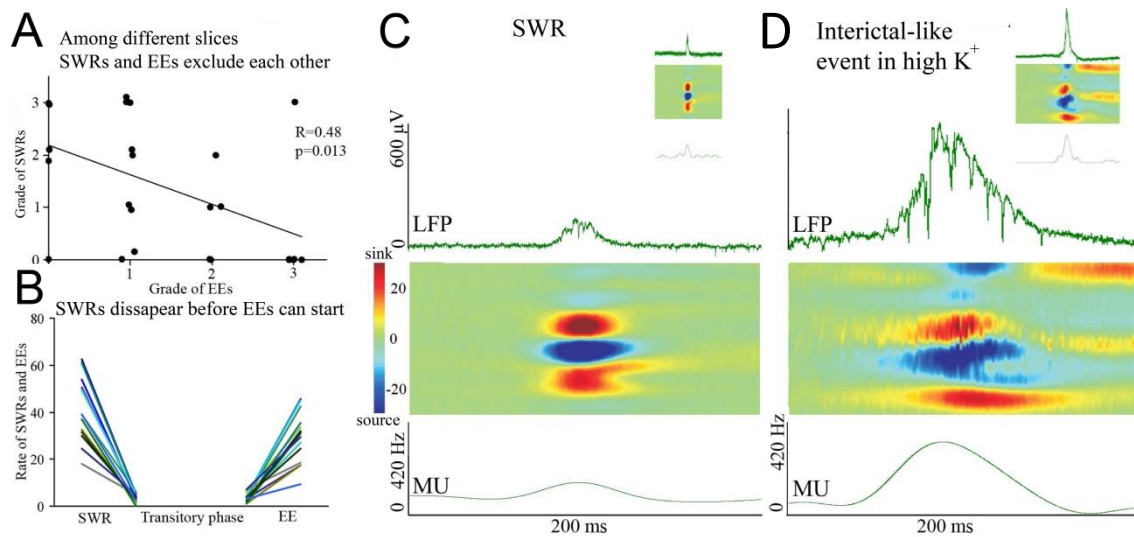 A
Among different slices
SWRs and EEs exclude each other
Grade of SWRs
3
2
1
0
R=0.48
p=0.013
1
2
3
Grade of EEs
B
SWRs dissapear before EEs can start
Rate of SWRs and EEs
80
60
40
20
0
SWR
Transitory phase
EE
C
SWR
600 µV
0
LFP
sink
20
0
-20
source
420 Hz
0
MU
200 ms
D
Interictal-like
event in high K+
LFP
420 Hz
0
MU
200 ms